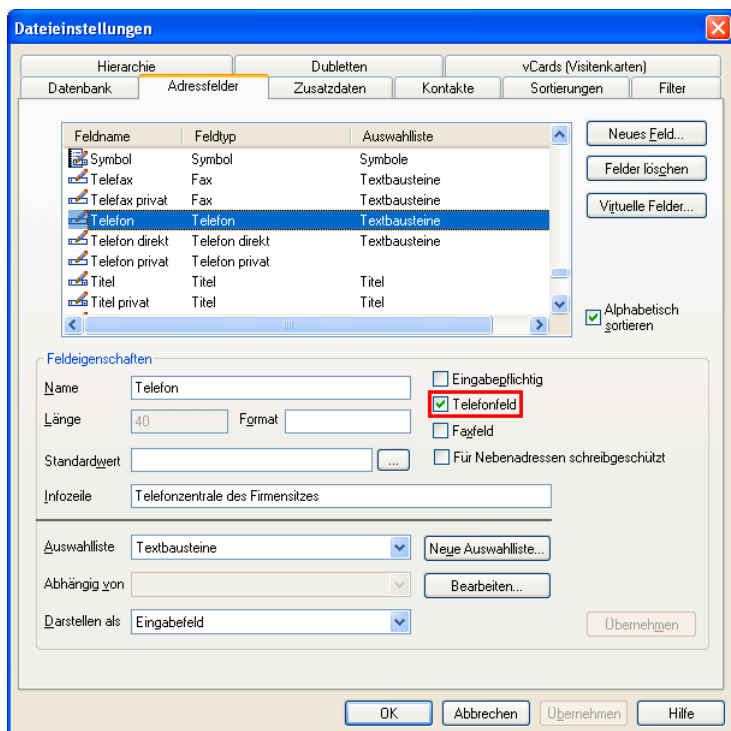 Dateieinstellungen
Hierarchie Dubletten vCards (Visitenkarten)
Datenbank Adressfelder Zusatzdaten Kontakte Sortierungen Filter
Feldname Feldtyp Auswahlliste
Symbol Symbol Symbole
Telefax Fax Textbausteine
Telefax privat Fax Textbausteine
Telefon Telefon Textbausteine
Telefon direkt Telefon direkt Textbausteine
Telefon privat Telefon privat
Titel Titel Titel
Titel privat Titel Titel
Neues Feld...
Felder löschen
Virtuelle Felder...
Alphabetisch
sortieren
Feldeigenschaften
Name Telefon
Länge 40 Format
Standardwert ...
Infozeile Telefonzentrale des Firmensitzes
Eingabepflichtig
Telefonfeld
Faxfeld
Für Nebenadressen schreibgeschützt
Auswahlliste Textbausteine Neue Auswahlliste...
Abhängig von Bearbeiten...
Darstellen als Eingabefeld Übernehmen
OK Abbrechen Übernehmen Hilfe